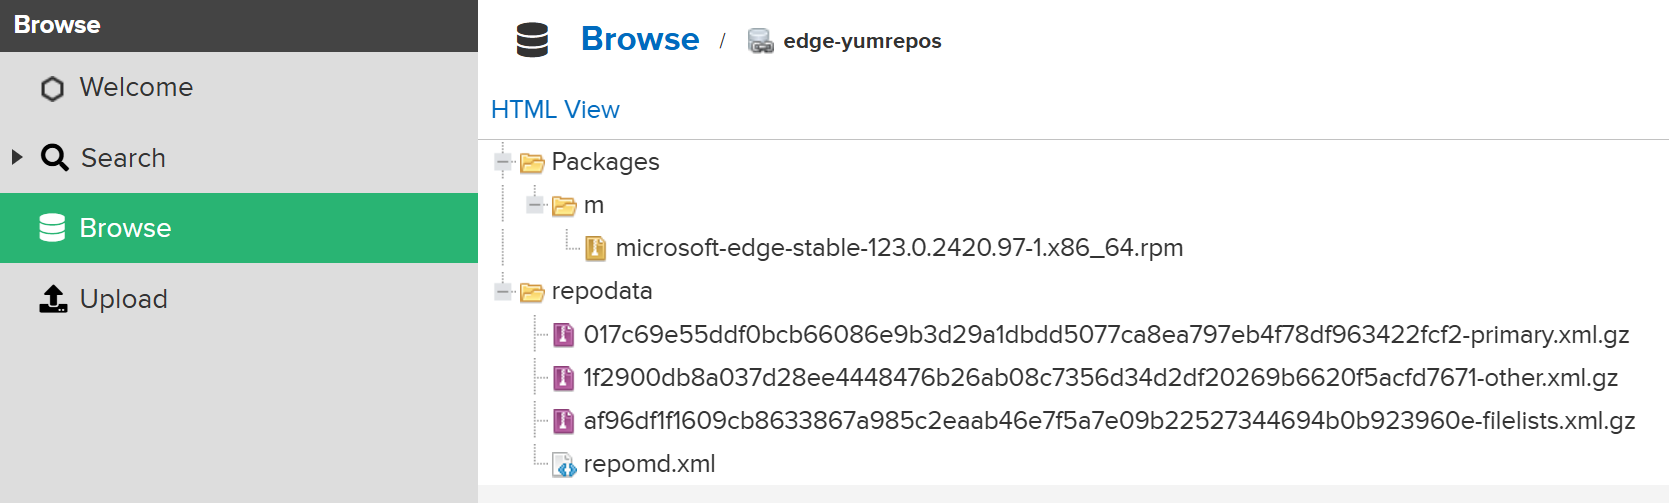 Browse
Welcome
Search
Browse
Upload
Browse / edge-yumrepos
HTML View
Packages
m
microsoft-edge-stable-123.0.2420.97-1.x86_64.rpm
repodata
017c69e55ddf0bcb66086e9b3d29a1dbdd5077ca8ea797eb4f78df963422fcf2-primary.xml.gz
1f2900db8a037d28ee4448476b26ab08c7356d34d2df20269b6620f5acfd7671-other.xml.gz
af96df1f1609cb8633867a985c2eaab46e7f5a7e09b22527344694b0b923960e-filelists.xml.gz
repomd.xml